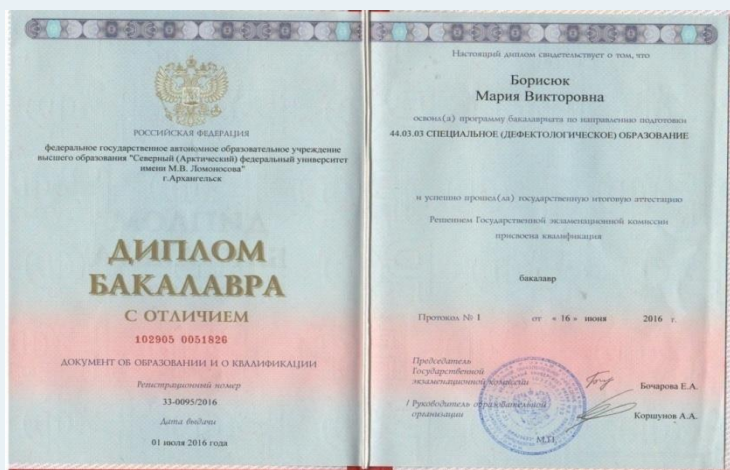 РОССИЙСКАЯ ФЕДЕРАЦИЯ
федеральное государственное автономное образовательное учреждение
высшего образования "Северный (Арктический) федеральный университет
имени М.В. Ломоносова"
г.Архангельск
ДИПЛОМ
БАКАЛАВРА
С ОТЛИЧИЕМ
102905 0051826
ДОКУМЕНТ ОБ ОБРАЗОВАНИИ И О КВАЛИФИКАЦИИ
Регистрационный номер
33-0095/2016
Дата выдачи
01 июля 2016 года
Настоящий диплом свидетельствует о том, что
Борисюк
Мария Викторовна
освоил(а) программу бакалавриата по направлению подготовки
44.03.03 СПЕЦИАЛЬНОЕ (ДЕФЕКТОЛОГИЧЕСКОЕ) ОБРАЗОВАНИЕ
и успешно прошел(ла) государственную итоговую аттестацию
Решением Государственной экзаменационной комиссии
присвоена квалификация
бакалавр
Протокол № 1 от « 16 » июня 2016 г.
Председатель
Государственной
экзаменационной комиссии
Бочарова Е.А.
/ Руководитель образовательной
организации
Коршунов А.А.
М.П.